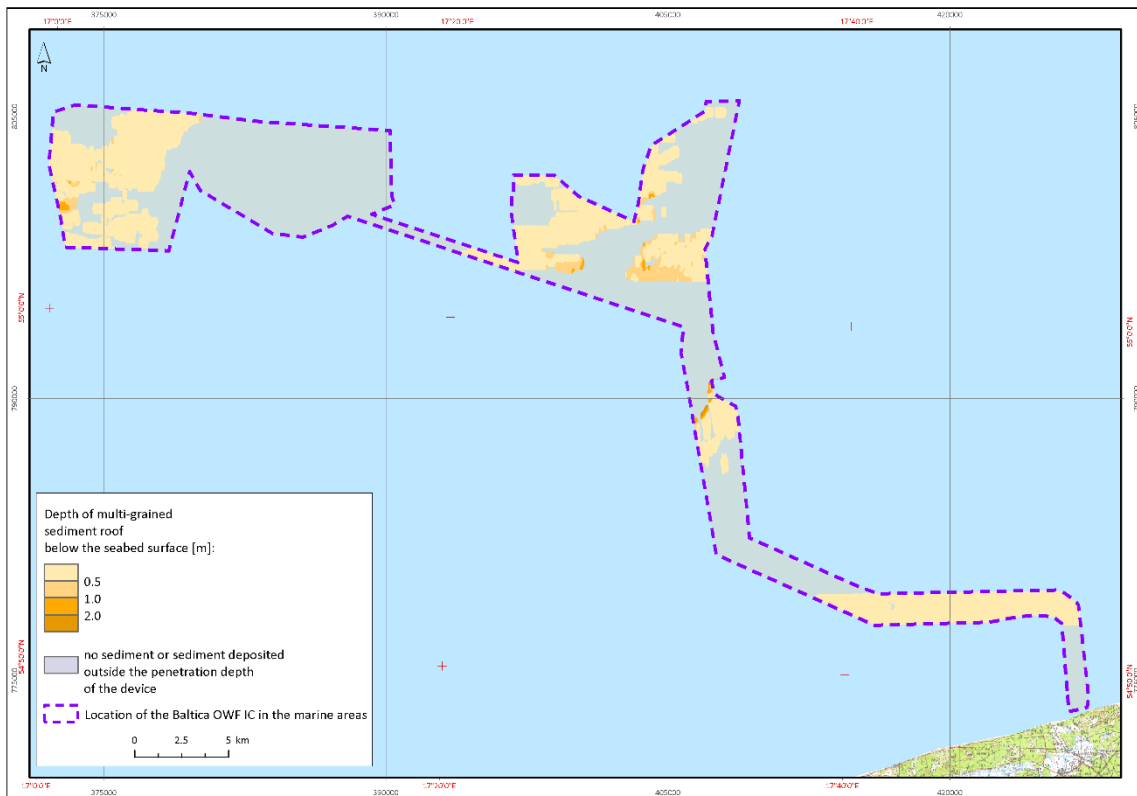 17°0'0"E 375000 390000 17°20'0"E 405000 17°40'0"E 420000
N
55°0'0"N
55°0'0"N
790000
790000
Depth of multi-grained
sediment roof
below the seabed surface [m]:
0.5
1.0
2.0
no sediment or sediment deposited
outside the penetration depth
of the device
Location of the Baltica OWF IC in the marine areas
0 2.5 5 km
54°50'0"N
775000
54°50'0"N
775000
17°0'0"E 375000 390000 17°20'0"E 405000 17°40'0"E 420000